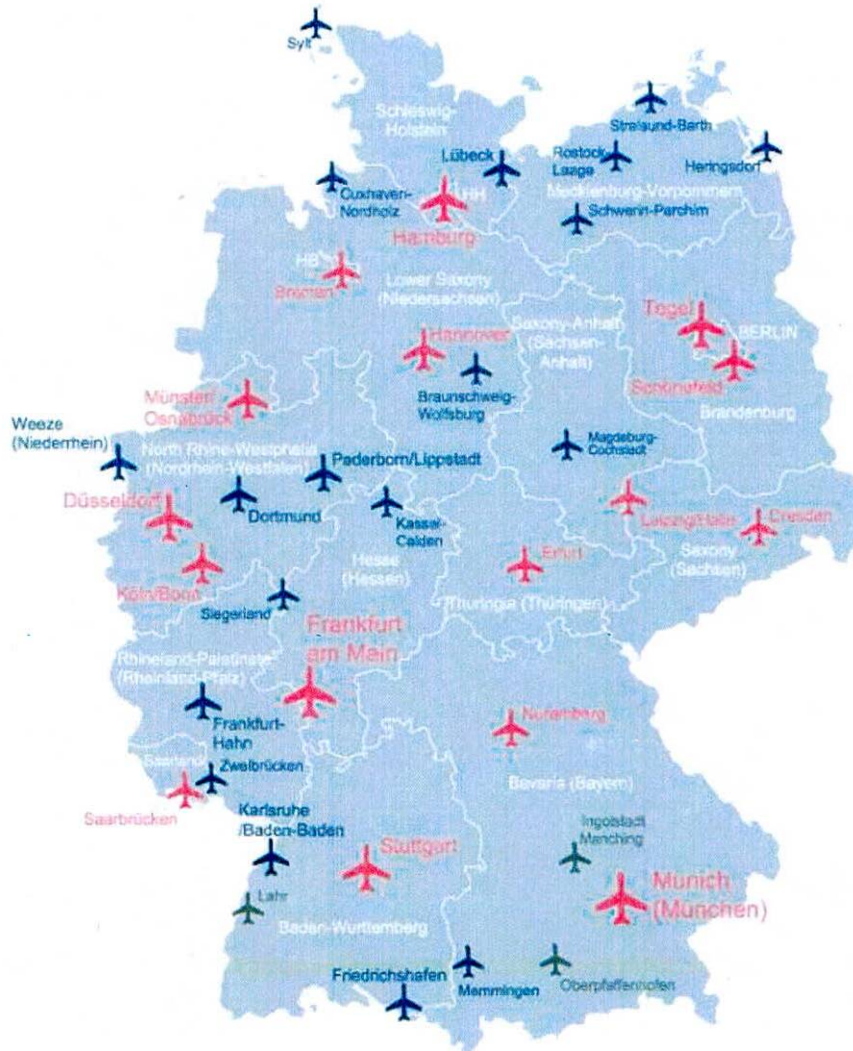 Sylt
Schleswig-
Holstein
Stralsund-Barth
Lübeck
Rostock-
Laage
Heringsdorf
Cuxhaven-
Nordholz
HH
Mecklenburg-Vorpommern
Schwerin-Parchim
Hamburg
HB
Bremen
Lower Saxony
(Niedersachsen)
Saxony-Anhalt
(Sachsen-
Anhalt)
Tegel
BERLIN
Hannover
Schönefeld
Brandenburg
Münster/
Osnabrück
Braunschweig-
Wolfsburg
Weeze
(Niederrhein)
North Rhine-Westphalia
(Nordrhein-Westfalen)
Paderborn/Lippstadt
Magdeburg-
Cochstedt
Düsseldorf
Dortmund
Kassel-
Calden
Leipzig/Halle
Dresden
Saxony
(Sachsen)
Hesse
(Hessen)
Erfurt
Köln/Bonn
Siegerland
Thuringia (Thüringen)
Frankfurt
am Main
Rhineland-Palatinate
(Rheinland-Pfalz)
Frankfurt-
Hahn
Nuremberg
Saarland
Zweibrücken
Bavaria (Bayern)
Saarbrücken
Karlsruhe
/Baden-Baden
Stuttgart
Ingolstadt
Manching
Lahr
Munich
(München)
Baden-Wurttemberg
Friedrichshafen
Memmingen
Oberpfaffenhofen